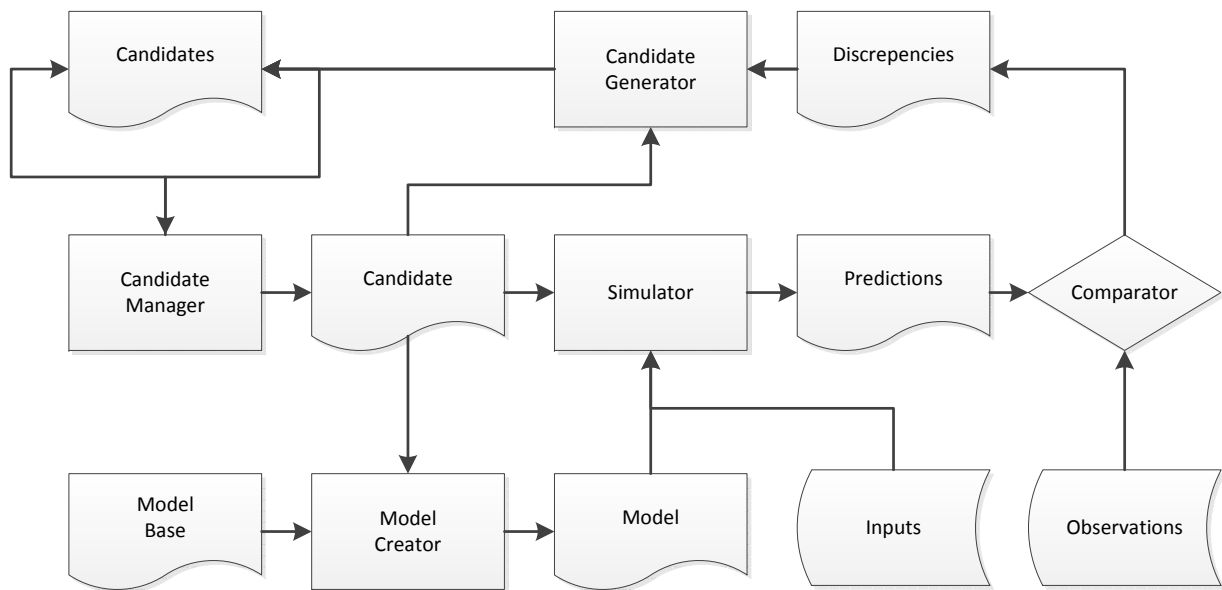 Candidates
Candidate
Generator
Discrepencies
Candidate
Manager
Candidate
Simulator
Predictions
Comparator
Model
Base
Model
Creator
Model
Inputs
Observations